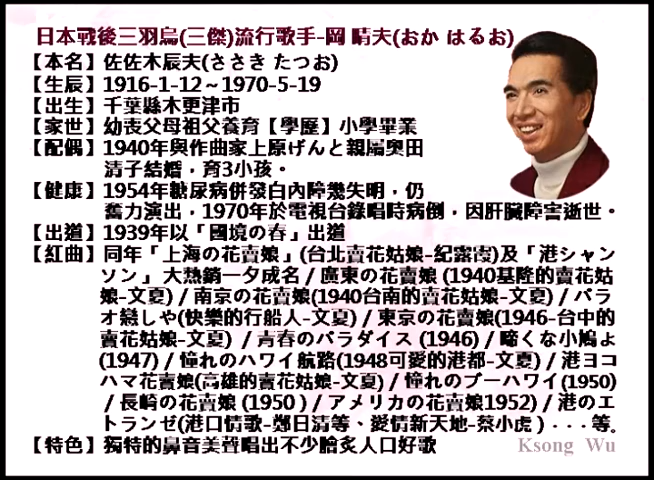 日本戰後三羽烏(三傑)流行歌手-岡 晴夫(おか はるお)
【本名】佐佐木辰夫(ささき たつお)
【生辰】1916-1-12～1970-5-19
【出生】千葉縣木更津市
【家世】幼喪父母祖父養育【學歷】小學畢業
【配偶】1940年與作曲家上原げんと親屬奧田
清子結婚，育3小孩。
【健康】1954年糖尿病併發白內障幾失明，仍
奮力演出，1970年於電視台錄唱時病倒，因肝臟障害逝世。
【出道】1939年以「國境の春」出道
【紅曲】同年「上海の花賣娘」(台北賣花姑娘-紀露霞)及「港シャン
ソン」大熱銷一夕成名 / 廣東の花賣娘 (1940基隆的賣花姑
娘-文夏) / 南京の花賣娘(1940台南的賣花姑娘-文夏) / パラ
オ戀しや(快樂的行船人-文夏) / 東京の花賣娘(1946-台中的
賣花姑娘-文夏) / 青春のパラダイス (1946) / 啼くな小鳩よ
(1947) / 憧れのハワイ航路(1948可愛的港都-文夏) / 港ヨコ
ハマ花賣娘(高雄的賣花姑娘-文夏) / 憧れのブーハワイ(1950)
/ 長崎の花賣娘 (1950 ) / アメリカの花賣娘1952) / 港のエ
トランゼ(港口情歌-鄭日清等、愛情新天地-蔡小虎 ) ‧‧‧等。
【特色】獨特的鼻音美聲唱出不少膾炙人口好歌
Ksong Wu